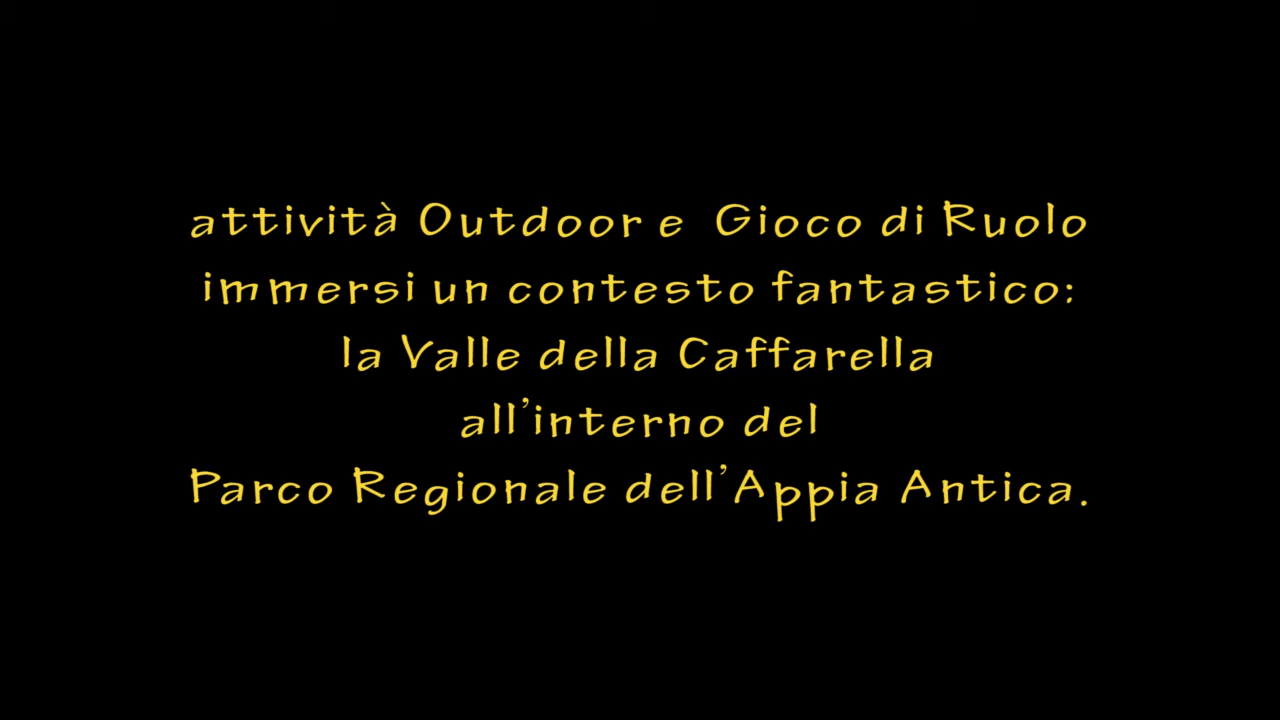 attività Outdoor e Gioco di Ruolo
immersi un contesto fantastico:
la Valle della Caffarella
all'interno del
Parco Regionale dell'Appia Antica.